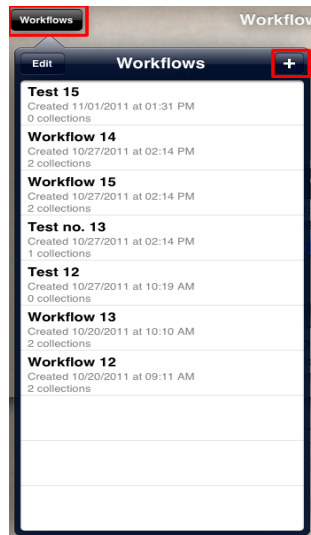 Workflows
Workflow
Edit
Workflows
+
Test 15
Created 11/01/2011 at 01:31 PM
0 collections
Workflow 14
Created 10/27/2011 at 02:14 PM
2 collections
Workflow 15
Created 10/27/2011 at 02:14 PM
2 collections
Test no. 13
Created 10/27/2011 at 02:14 PM
1 collections
Test 12
Created 10/27/2011 at 10:19 AM
0 collections
Workflow 13
Created 10/20/2011 at 10:10 AM
2 collections
Workflow 12
Created 10/20/2011 at 09:11 AM
2 collections